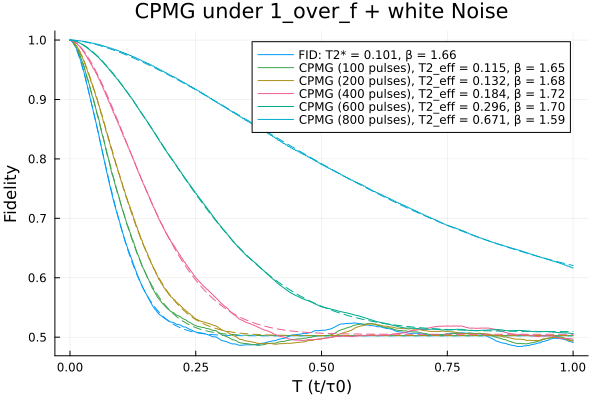 CPMG under 1_over_f + white Noise
FID: T2* = 0.101, β = 1.66
CPMG (100 pulses), T2_eff = 0.115, β = 1.65
CPMG (200 pulses), T2_eff = 0.132, β = 1.68
CPMG (400 pulses), T2_eff = 0.184, β = 1.72
CPMG (600 pulses), T2_eff = 0.296, β = 1.70
CPMG (800 pulses), T2_eff = 0.671, β = 1.59
Fidelity
1.0
0.9
0.8
0.7
0.6
0.5
0.00 0.25 0.50 0.75 1.00
T (t/τ0)